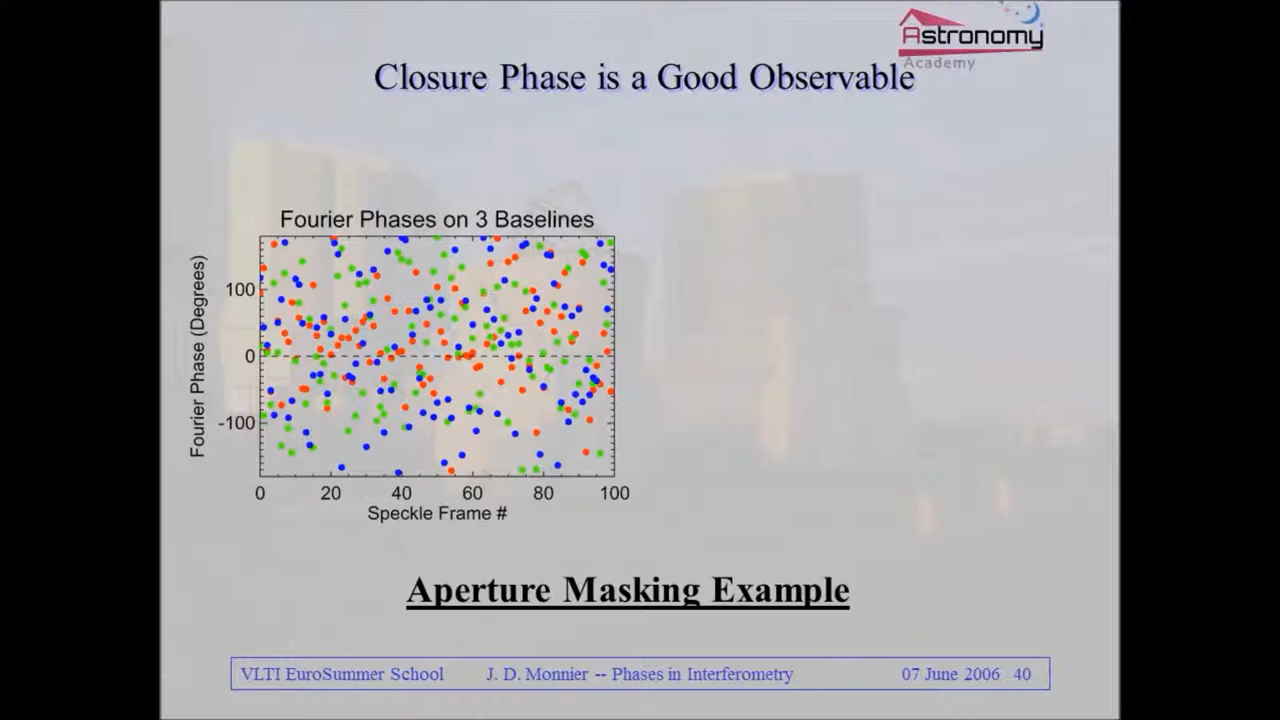 Astronomy
Academy
Closure Phase is a Good Observable
Fourier Phases on 3 Baselines
Fourier Phase (Degrees)
100
0
-100
0 20 40 60 80 100
Speckle Frame #
Aperture Masking Example
VLTI EuroSummer School J. D. Monnier -- Phases in Interferometry 07 June 2006 40